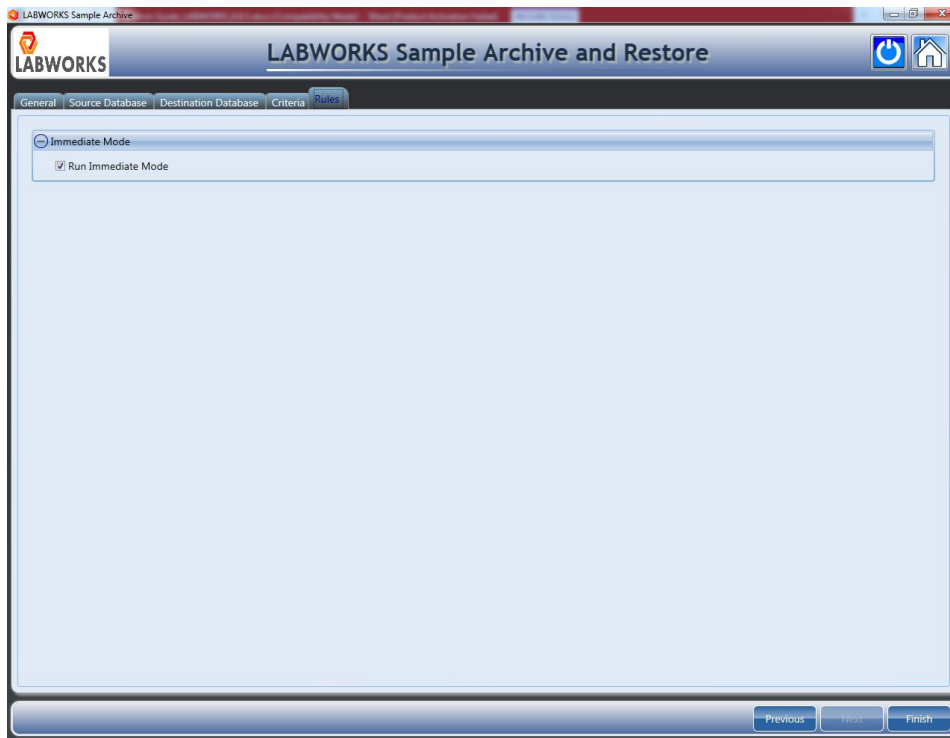 LABWORKS Sample Archive
LABWORKS
LABWORKS Sample Archive and Restore
General Source Database Destination Database Criteria Rules
Immediate Mode
Run Immediate Mode
Previous Next Finish